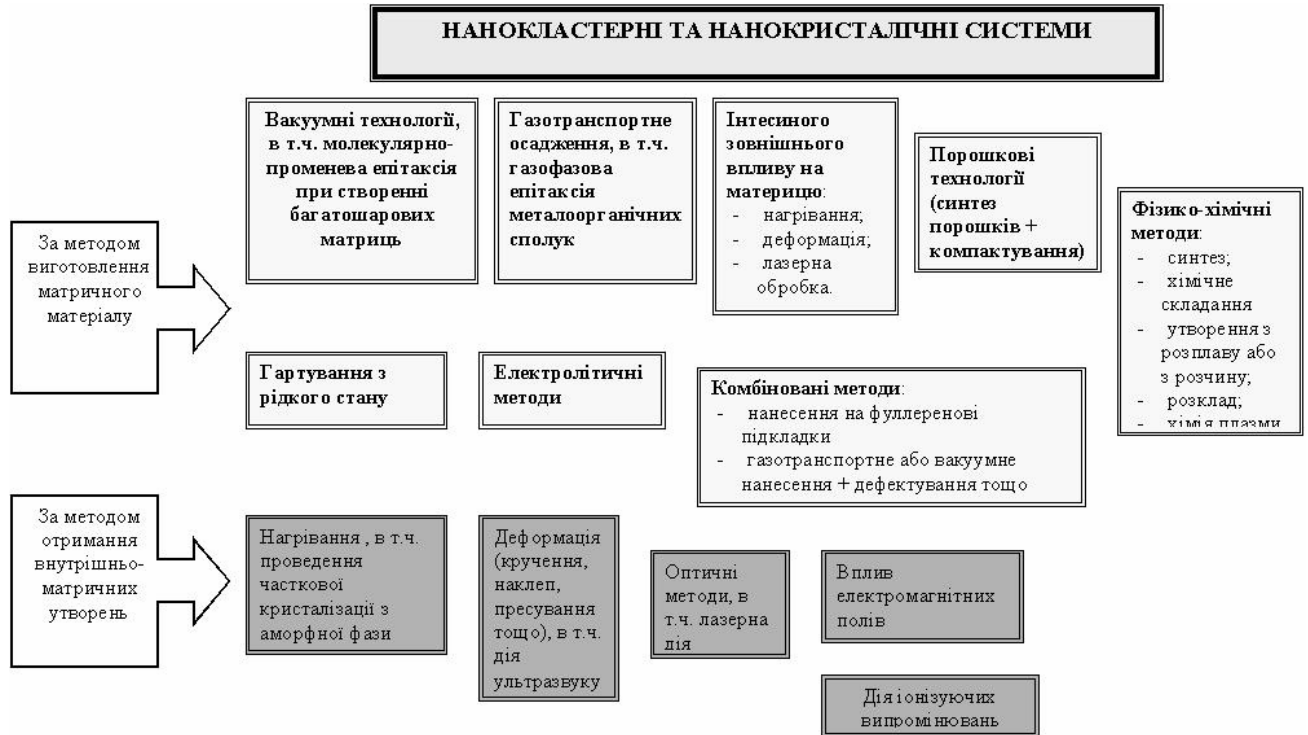 НАНОКЛАСТЕРНІ ТА НАНОКРИСТАЛІЧНІ СИСТЕМИ
За методом
виготовлення
матричного
матеріалу
Вакуумні технології,
в т.ч. молекулярно-
променева епітаксія
при створенні
багатошарових
матриць
Газотранспортне
осадження, в т.ч.
газофазова
епітаксія
металоорганічних
сполук
Інтесиного
зовнішнього
впливу на
материцю:
- нагрівання;
- деформація;
- лазерна
обробка.
Порошкові
технології
(синтез
порошків +
компактування)
Фізико-хімічні
методи:
- синтез;
- хімічне
складання
- утворення з
розплаву або
з розчину;
- розклад;
- хімія плазми
Гартування з
рідкого стану
Електролітичні
методи
Комбіновані методи:
- нанесення на фуллеренові
підкладки
- газотранспортне або вакуумне
нанесення + дефектування тощо
За методом
отримання
внутрішньо-
матричних
утворень
Нагрівання , в т.ч.
проведення
часткової
кристалізації з
аморфної фази
Деформація
(кручення,
наклеп,
пресування
тощо), в т.ч.
дія
ультразвуку
Оптичні
методи, в
т.ч. лазерна
дія
Вплив
електромагнітних
полів
Дія іонізуючих
випромінювань